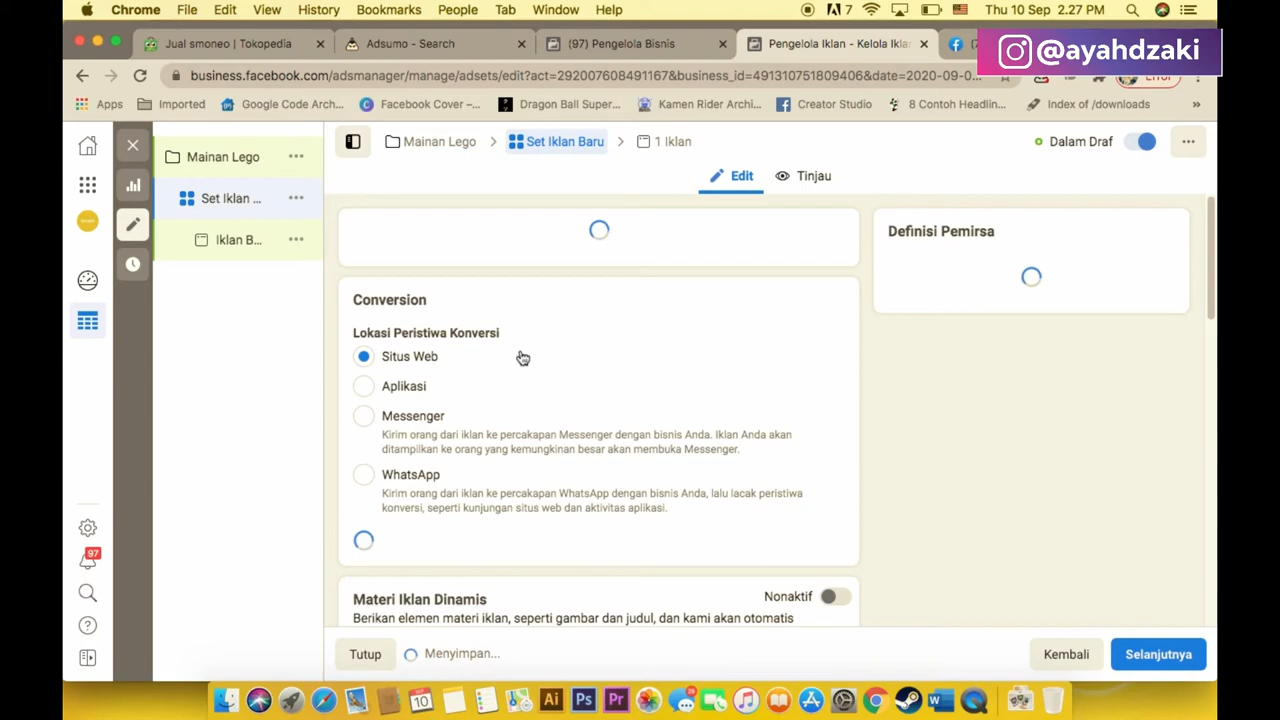 Chrome File Edit View History Bookmarks People Tab Window Help
7
Thu 10 Sep 2.27 PM
Jual smoneo | Tokopedia
Adsumo - Search
(97) Pengelola Bisnis
Pengelola Iklan - Kelola Iklan
@ayahdzaki
business.facebook.com/adsmanager/manage/adsets/edit?act=292007608491167&business_id=491310751809406&date=2020-09-0...
Error
Apps
Imported
Google Code Arch...
Facebook Cover –...
Dragon Ball Super...
Kamen Rider Archi...
Creator Studio
8 Contoh Headlin...
Index of /downloads
»
Mainan Lego
Set Iklan ...
Iklan B...
Mainan Lego
Set Iklan Baru
1 Iklan
Dalam Draf
Edit
Tinjau
Definisi Pemirsa
Conversion
Lokasi Peristiwa Konversi
Situs Web
Aplikasi
Messenger
Kirim orang dari iklan ke percakapan Messenger dengan bisnis Anda. Iklan Anda akan
ditampilkan ke orang yang kemungkinan besar akan membuka Messenger.
WhatsApp
Kirim orang dari iklan ke percakapan WhatsApp dengan bisnis Anda, lalu lacak peristiwa
konversi, seperti kunjungan situs web dan aktivitas aplikasi.
Materi Iklan Dinamis
Nonaktif
Berikan elemen materi iklan, seperti gambar dan judul, dan kami akan otomatis
97
Tutup
Menyimpan...
Kembali
Selanjutnya
10
Ai
Ps
Pr